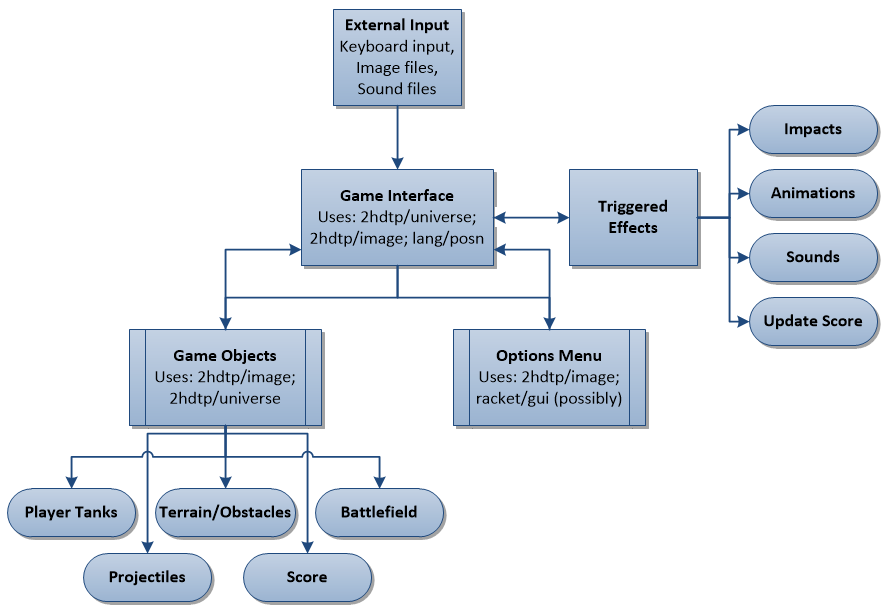 External Input
Keyboard input,
Image files,
Sound files
Game Interface
Uses: 2hdtp/universe;
2hdtp/image; lang/posn
Triggered
Effects
Impacts
Animations
Sounds
Update Score
Game Objects
Uses: 2hdtp/image;
2hdtp/universe
Options Menu
Uses: 2hdtp/image;
racket/gui (possibly)
Player Tanks
Terrain/Obstacles
Battlefield
Projectiles
Score